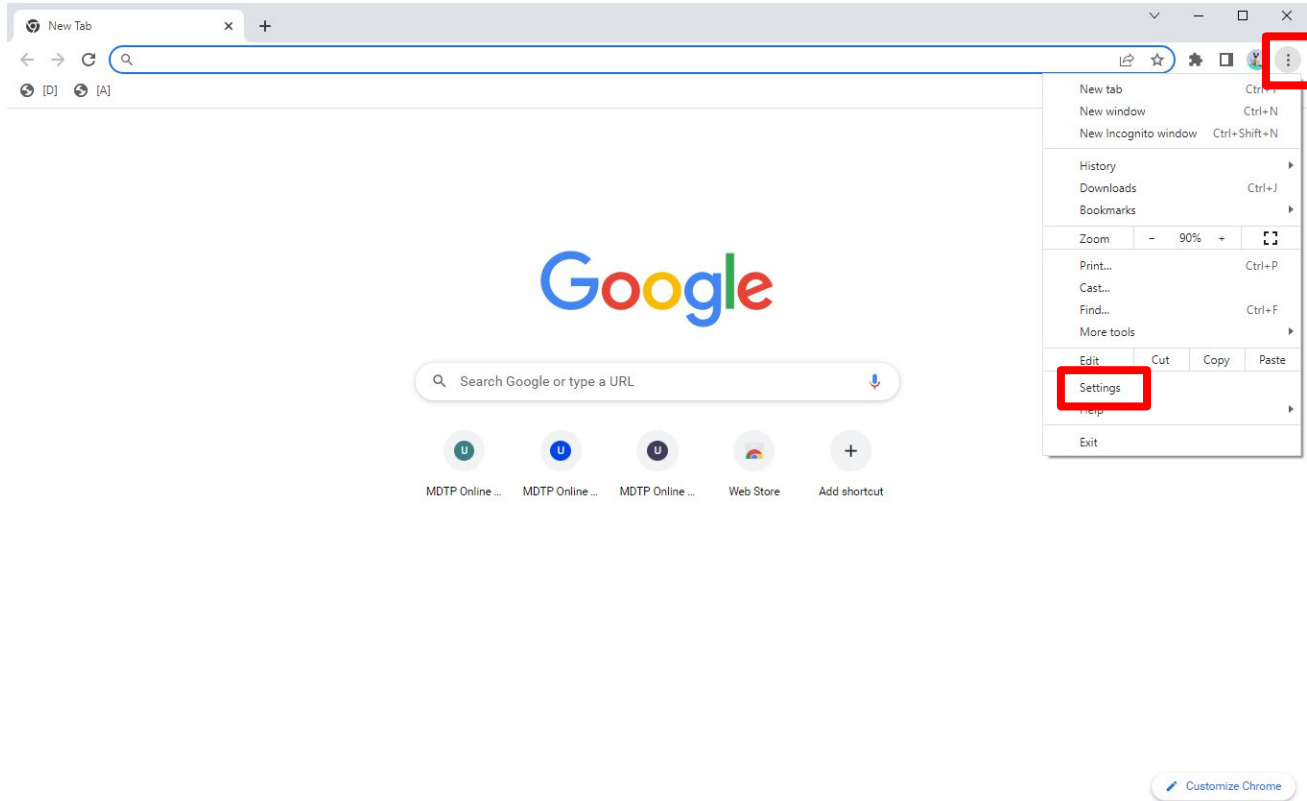 New Tab
[D] [A]
New tab Ctrl+T
New window Ctrl+N
New Incognito window Ctrl+Shift+N
History
Downloads Ctrl+J
Bookmarks
Zoom – 90% +
Print... Ctrl+P
Cast...
Find... Ctrl+F
More tools
Edit Cut Copy Paste
Settings
Help
Exit
Google
Search Google or type a URL
U U U
MDTP Online ... MDTP Online ... MDTP Online ... Web Store Add shortcut
Customize Chrome